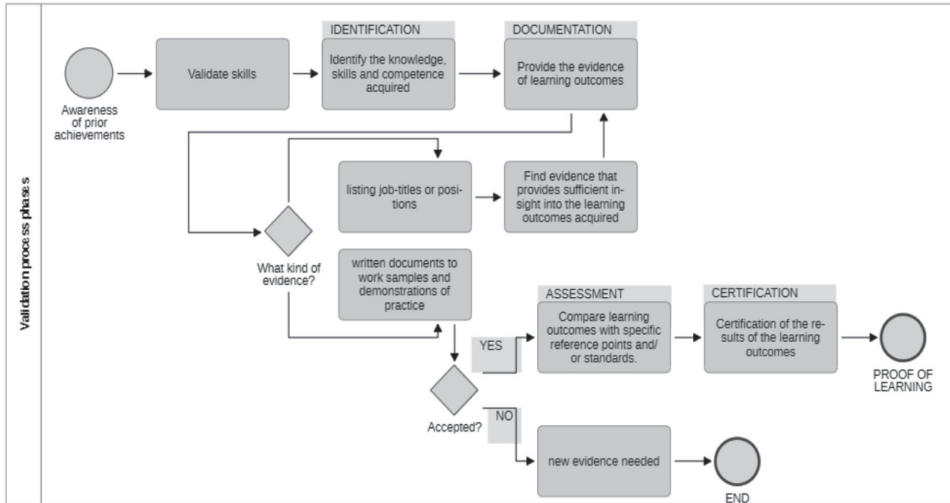 Validation process phases
Awareness
of prior
achievements
Validate skills
IDENTIFICATION
Identify the knowledge,
skills and competence
acquired
DOCUMENTATION
Provide the evidence
of learning outcomes
listing job-titles or posi-
tions
Find evidence that
provides sufficient in-
sight into the learning
outcomes acquired
What kind of
evidence?
written documents to
work samples and
demonstrations of
practice
Accepted?
YES
ASSESSMENT
Compare learning
outcomes with specific
reference points and/
or standards.
CERTIFICATION
Certification of the re-
sults of the learning
outcomes
PROOF OF
LEARNING
NO
new evidence needed
END